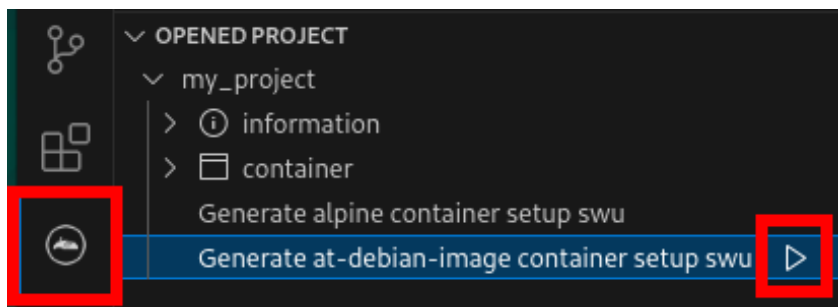 OPENED PROJECT
my_project
information
container
Generate alpine container setup swu
Generate at-debian-image container setup swu